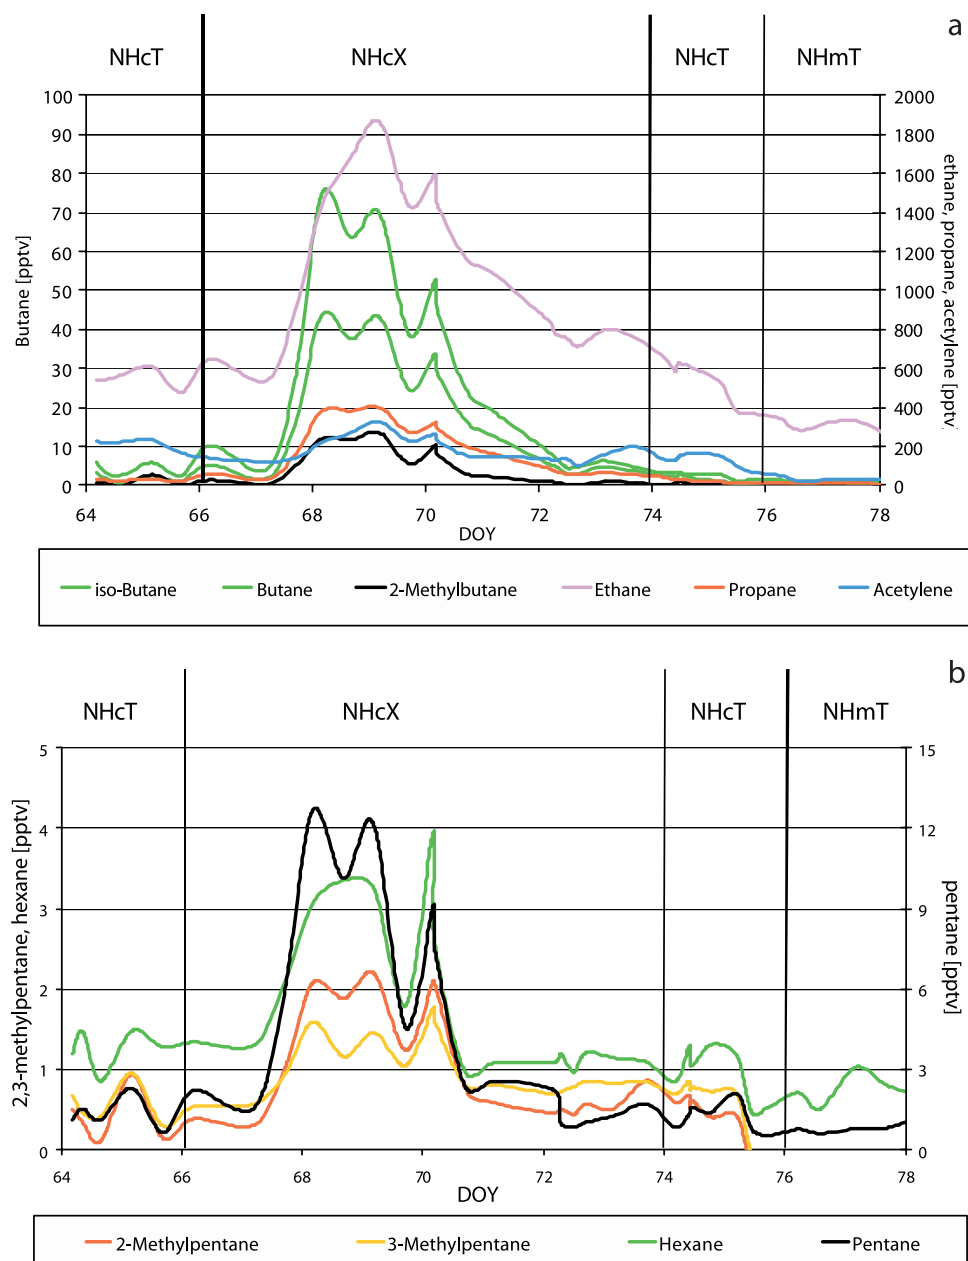 a
NHcT NHcX NHcT NHmT
100 2000
90 1800
80 1600
70 1400
60 1200
50 1000
40 800
30 600
20 400
10 200
0 0
Butane [pptv]
ethane, propane, acetylene [pptv]
64 66 68 70 72 74 76 78
DOY
iso-Butane Butane 2-Methylbutane Ethane Propane Acetylene
b
NHcT NHcX NHcT NHmT
5 15
4 12
3 9
2 6
1 3
0 0
2,3-methylpentane, hexane [pptv]
pentane [pptv]
64 66 68 70 72 74 76 78
DOY
2-Methylpentane 3-Methylpentane Hexane Pentane